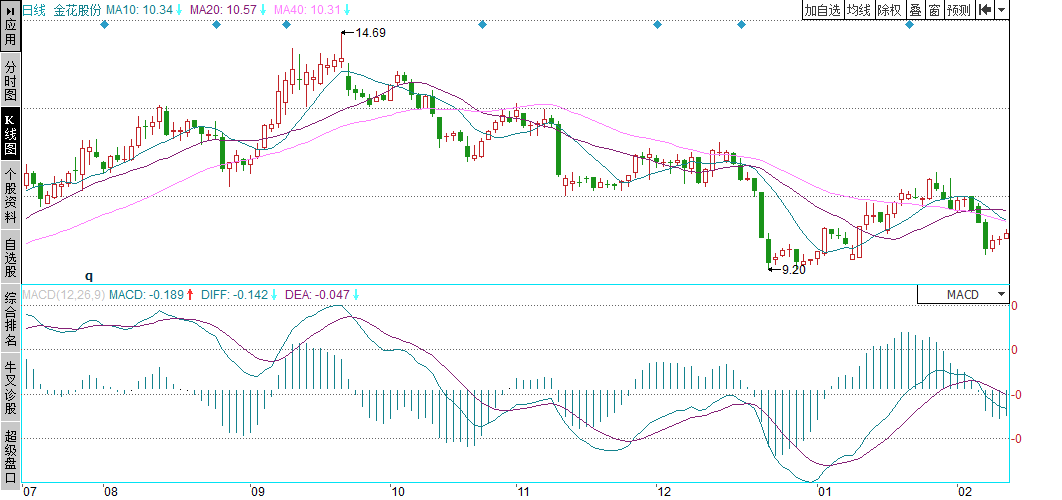 日线 金花股份 MA10: 10.34 MA20: 10.57 MA40: 10.31
加自选 均线 除权 叠 窗 预测
应用
分时图
K线图
个股资料
自选股
综合排名
牛叉诊股
超级盘口
14.69
9.20
q
MACD(12,26,9) MACD: -0.189 DIFF: -0.142 DEA: -0.047
MACD
0
0
-0
-0
07 08 09 10 11 12 01 02